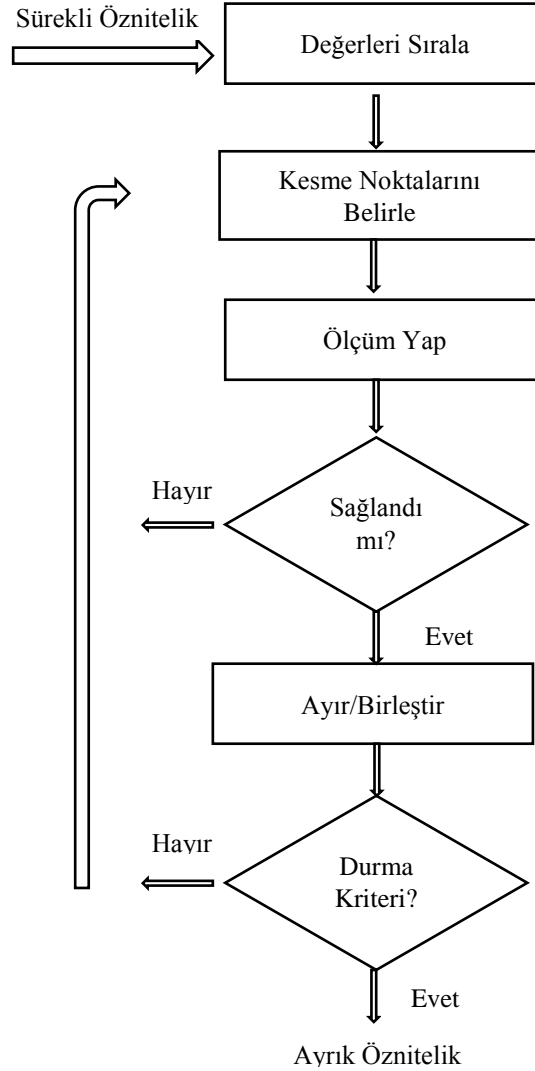 Sürekli Öznitelik
Değerleri Sırala
Kesme Noktalarını
Belirle
Ölçüm Yap
Hayır
Sağlandı
mı?
Evet
Ayır/Birleştir
Hayır
Durma
Kriteri?
Evet
Ayrık Öznitelik